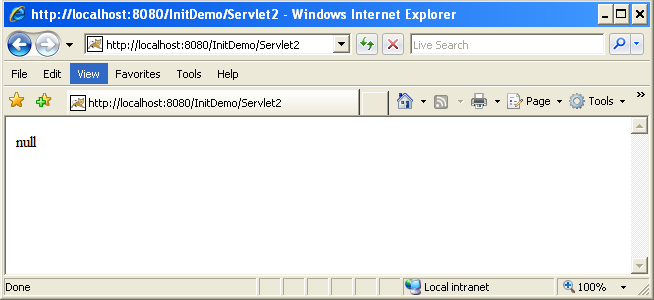 http://localhost:8080/InitDemo/Servlet2 - Windows Internet Explorer
http://localhost:8080/InitDemo/Servlet2 Live Search
File Edit View Favorites Tools Help
http://localhost:8080/InitDemo/Servlet2 Page Tools »
null
Done Local intranet 100%